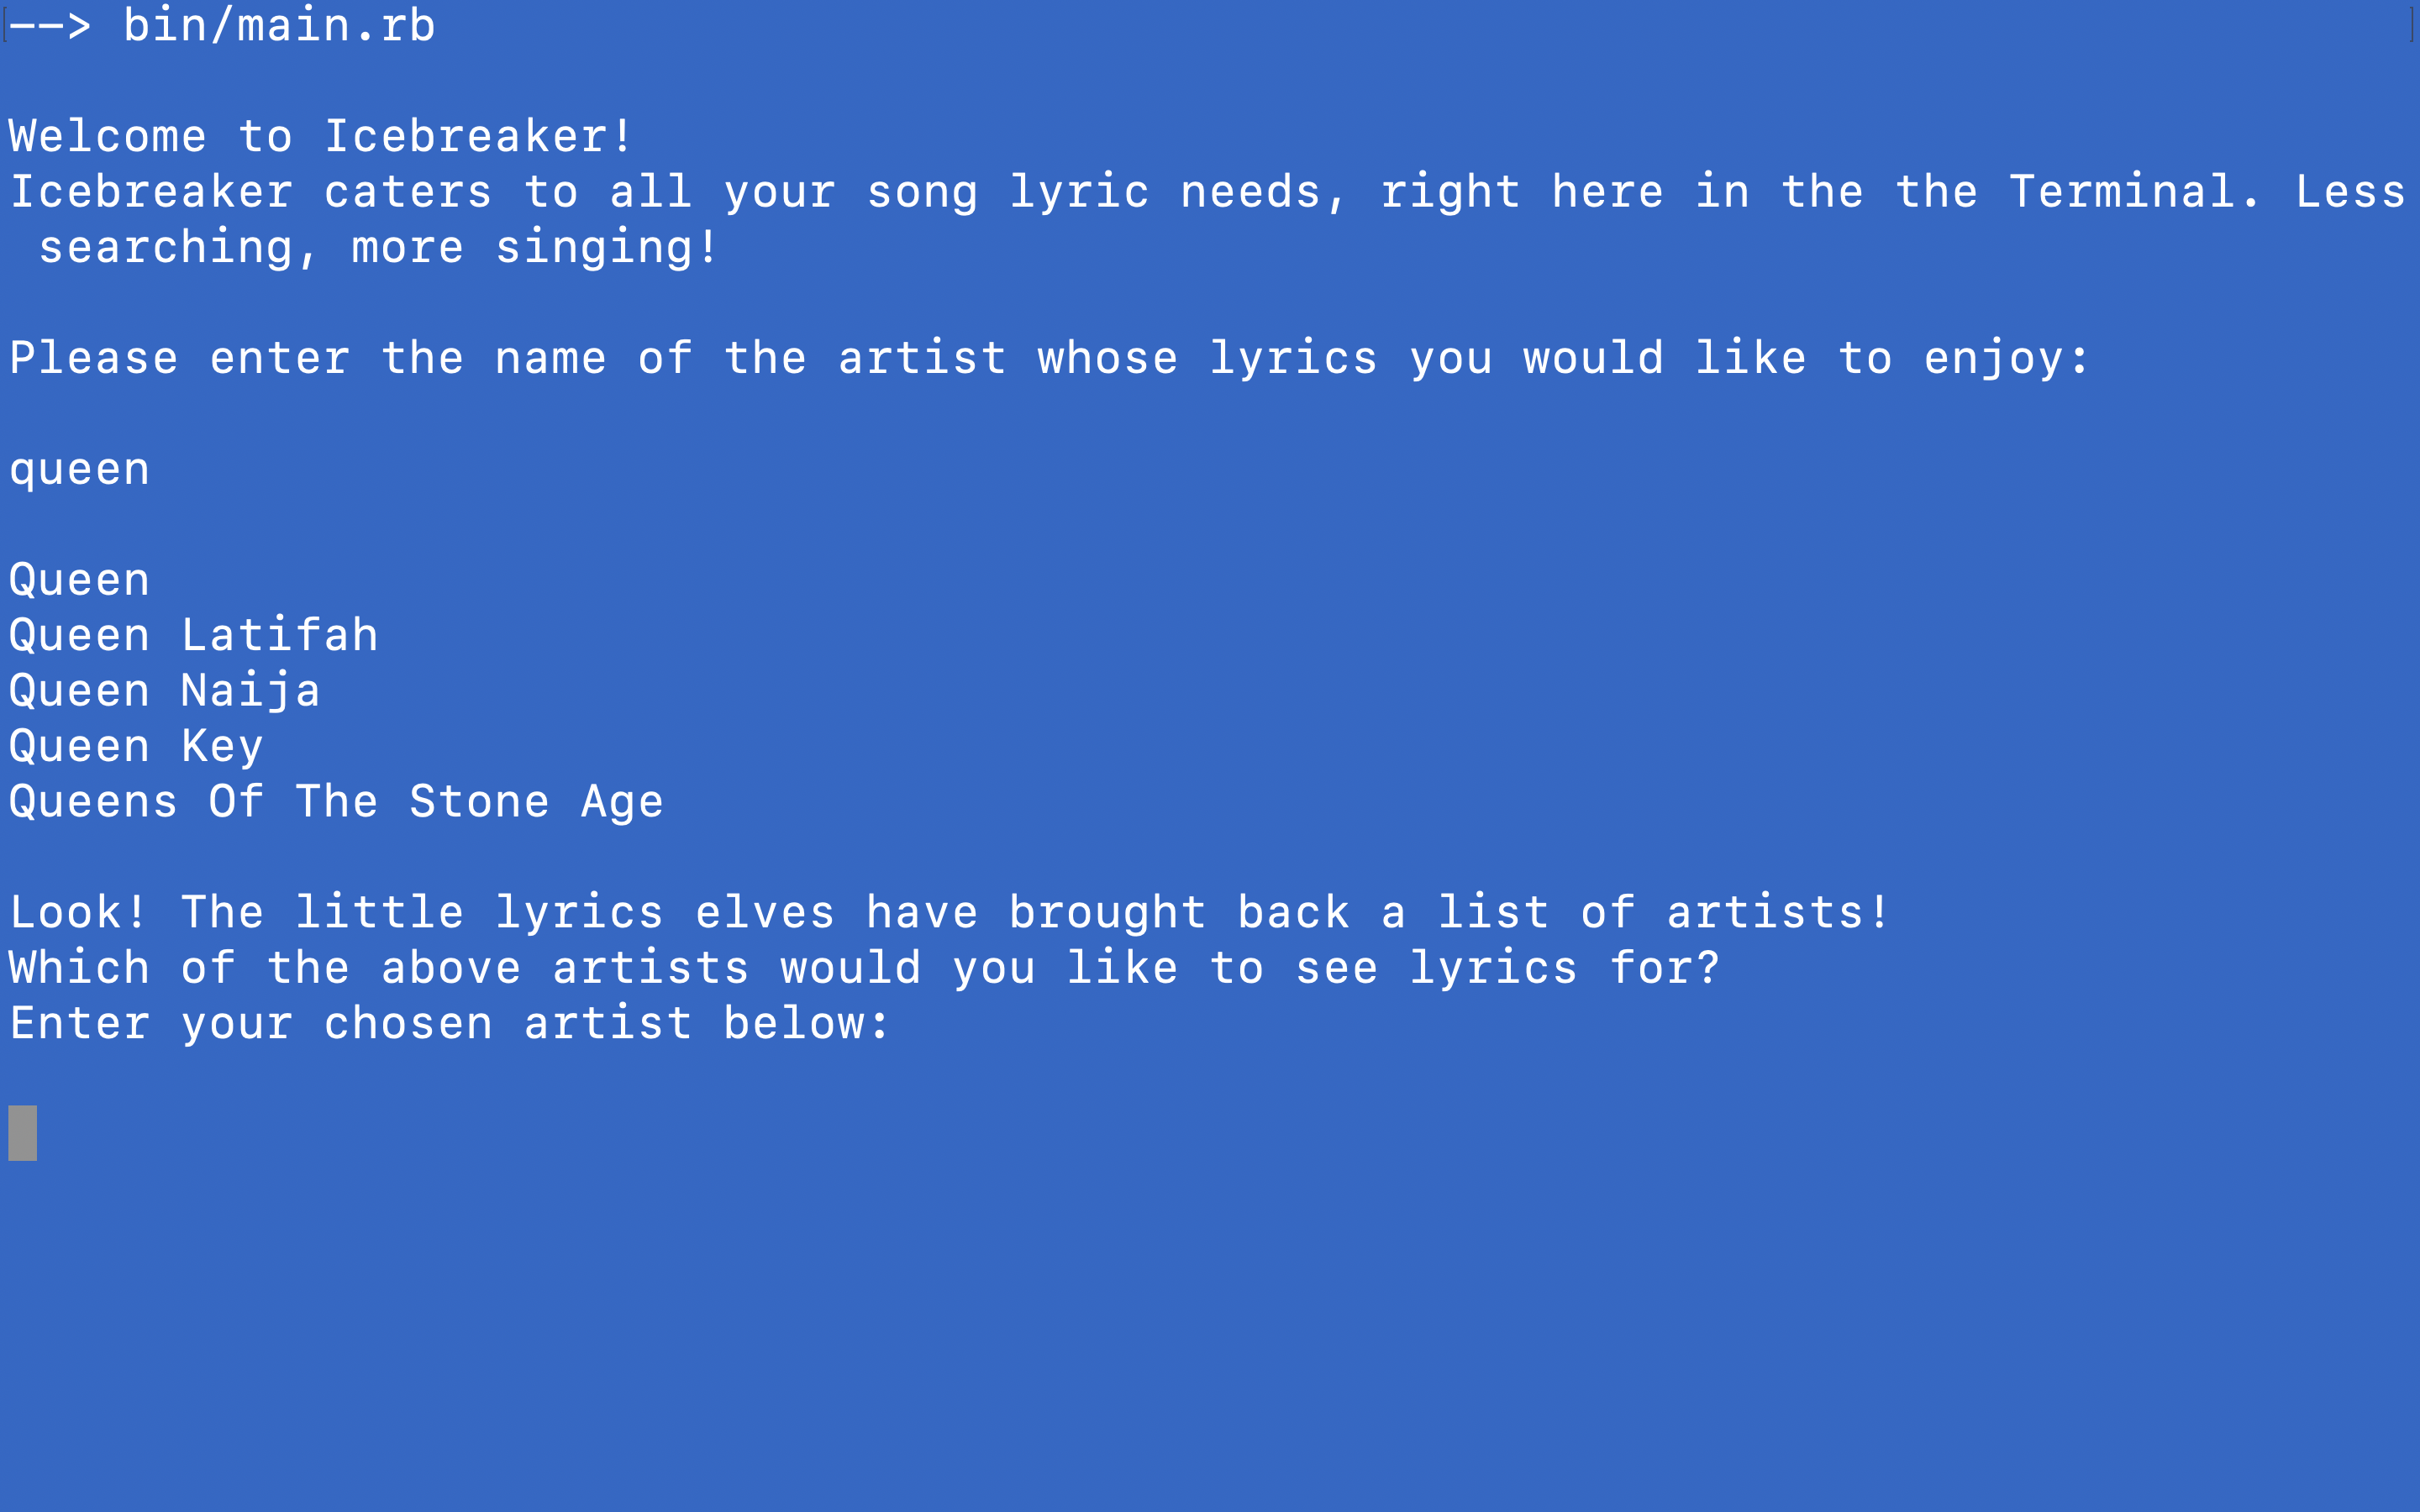 --> bin/main.rb
Welcome to Icebreaker!
Icebreaker caters to all your song lyric needs, right here in the the Terminal. Less
 searching, more singing!
Please enter the name of the artist whose lyrics you would like to enjoy:
queen
Queen
Queen Latifah
Queen Naija
Queen Key
Queens Of The Stone Age
Look! The little lyrics elves have brought back a list of artists!
Which of the above artists would you like to see lyrics for?
Enter your chosen artist below: